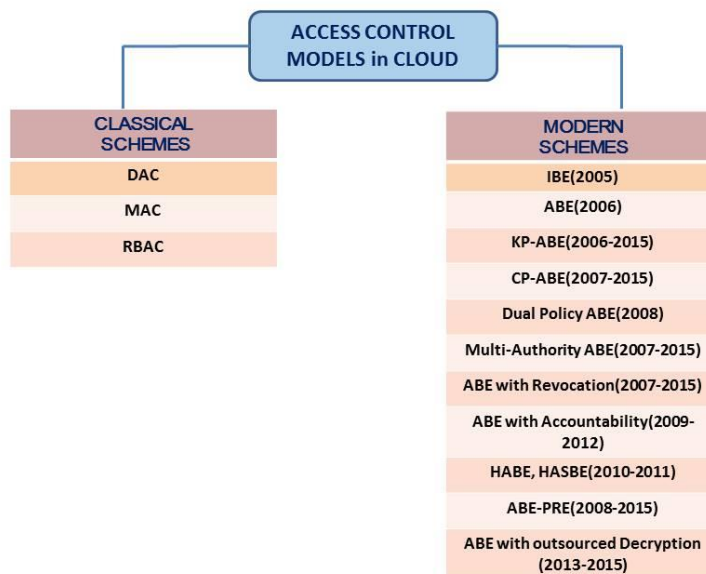 ACCESS CONTROL
MODELS in CLOUD
CLASSICAL
SCHEMES
DAC
MAC
RBAC
MODERN
SCHEMES
IBE(2005)
ABE(2006)
KP-ABE(2006-2015)
CP-ABE(2007-2015)
Dual Policy ABE(2008)
Multi-Authority ABE(2007-2015)
ABE with Revocation(2007-2015)
ABE with Accountability(2009-
2012)
HABE, HASBE(2010-2011)
ABE-PRE(2008-2015)
ABE with outsourced Decryption
(2013-2015)